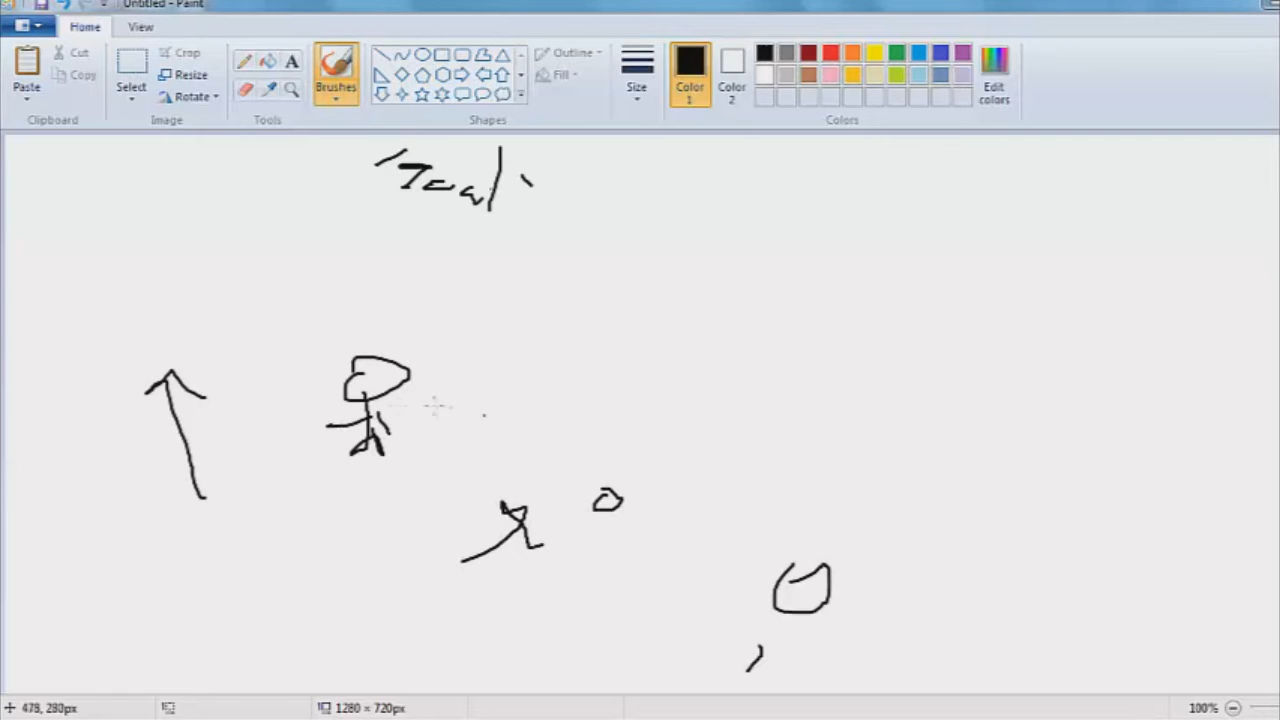 Untitled - Paint
Home View
Cut
Copy
Paste
Clipboard
Crop
Resize
Rotate
Select
Image
Tools
Brushes
Shapes
Outline
Fill
Size
Color 1
Color 2
Edit colors
Colors
478, 280px
1280 × 720px
100%